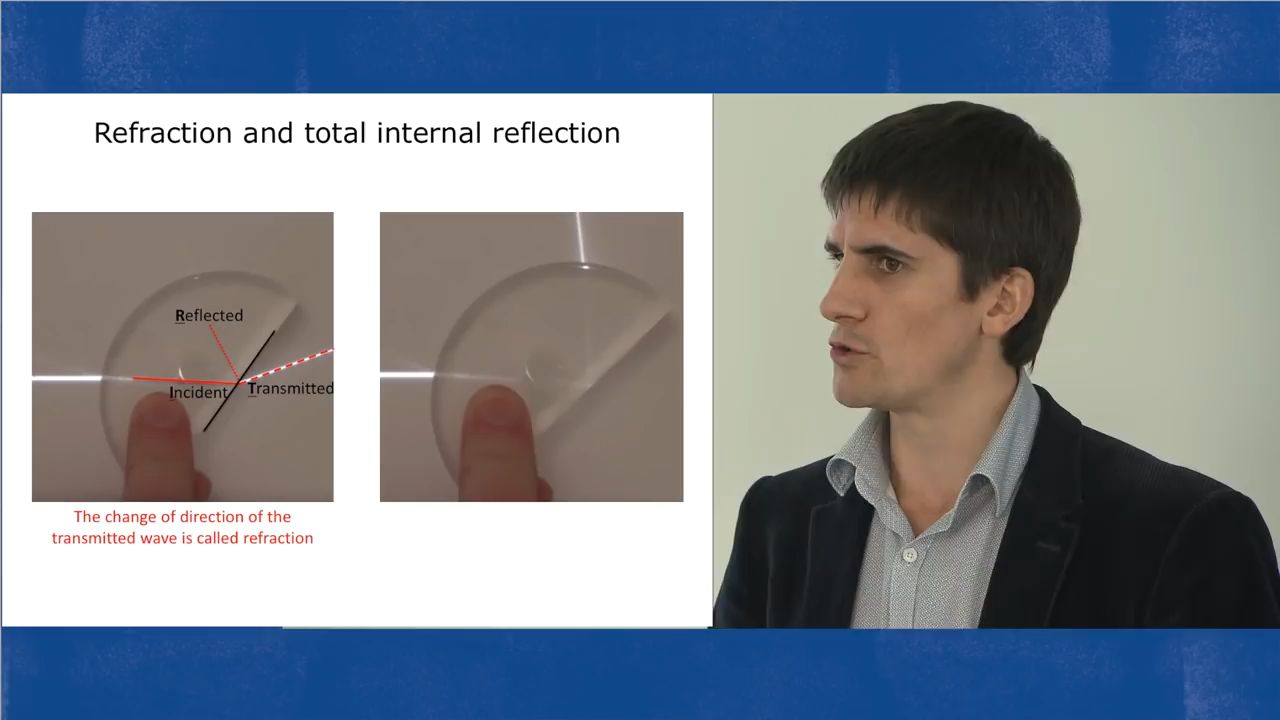 Refraction and total internal reflection
Reflected
Incident
Transmitted
The change of direction of the
transmitted wave is called refraction